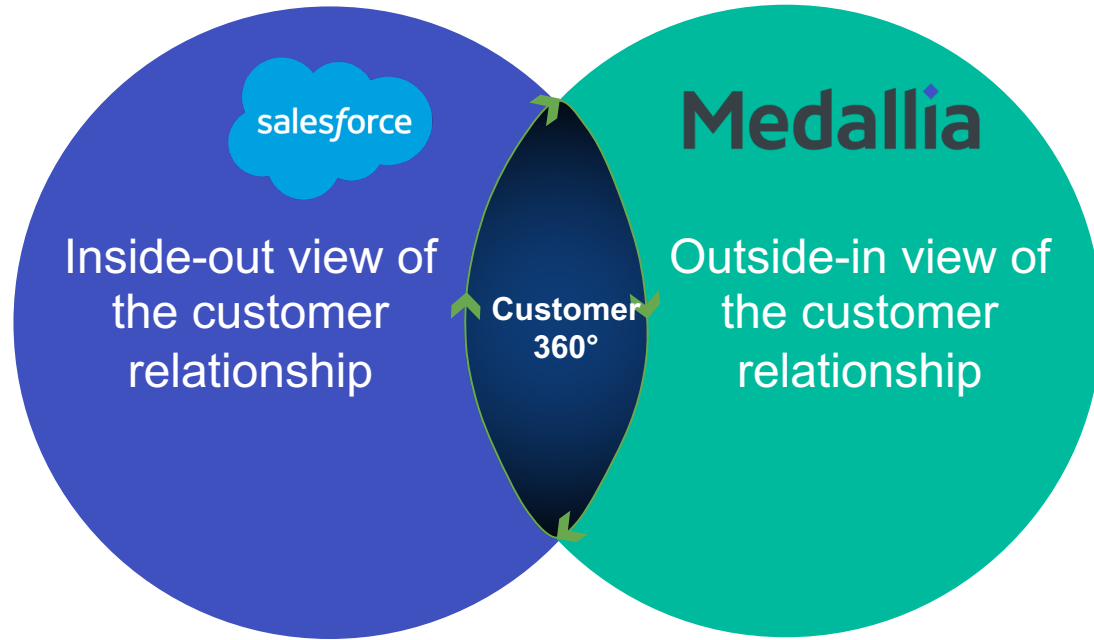 salesforce
Inside-out view of
the customer
relationship
Customer
360°
Medallia
Outside-in view of
the customer
relationship